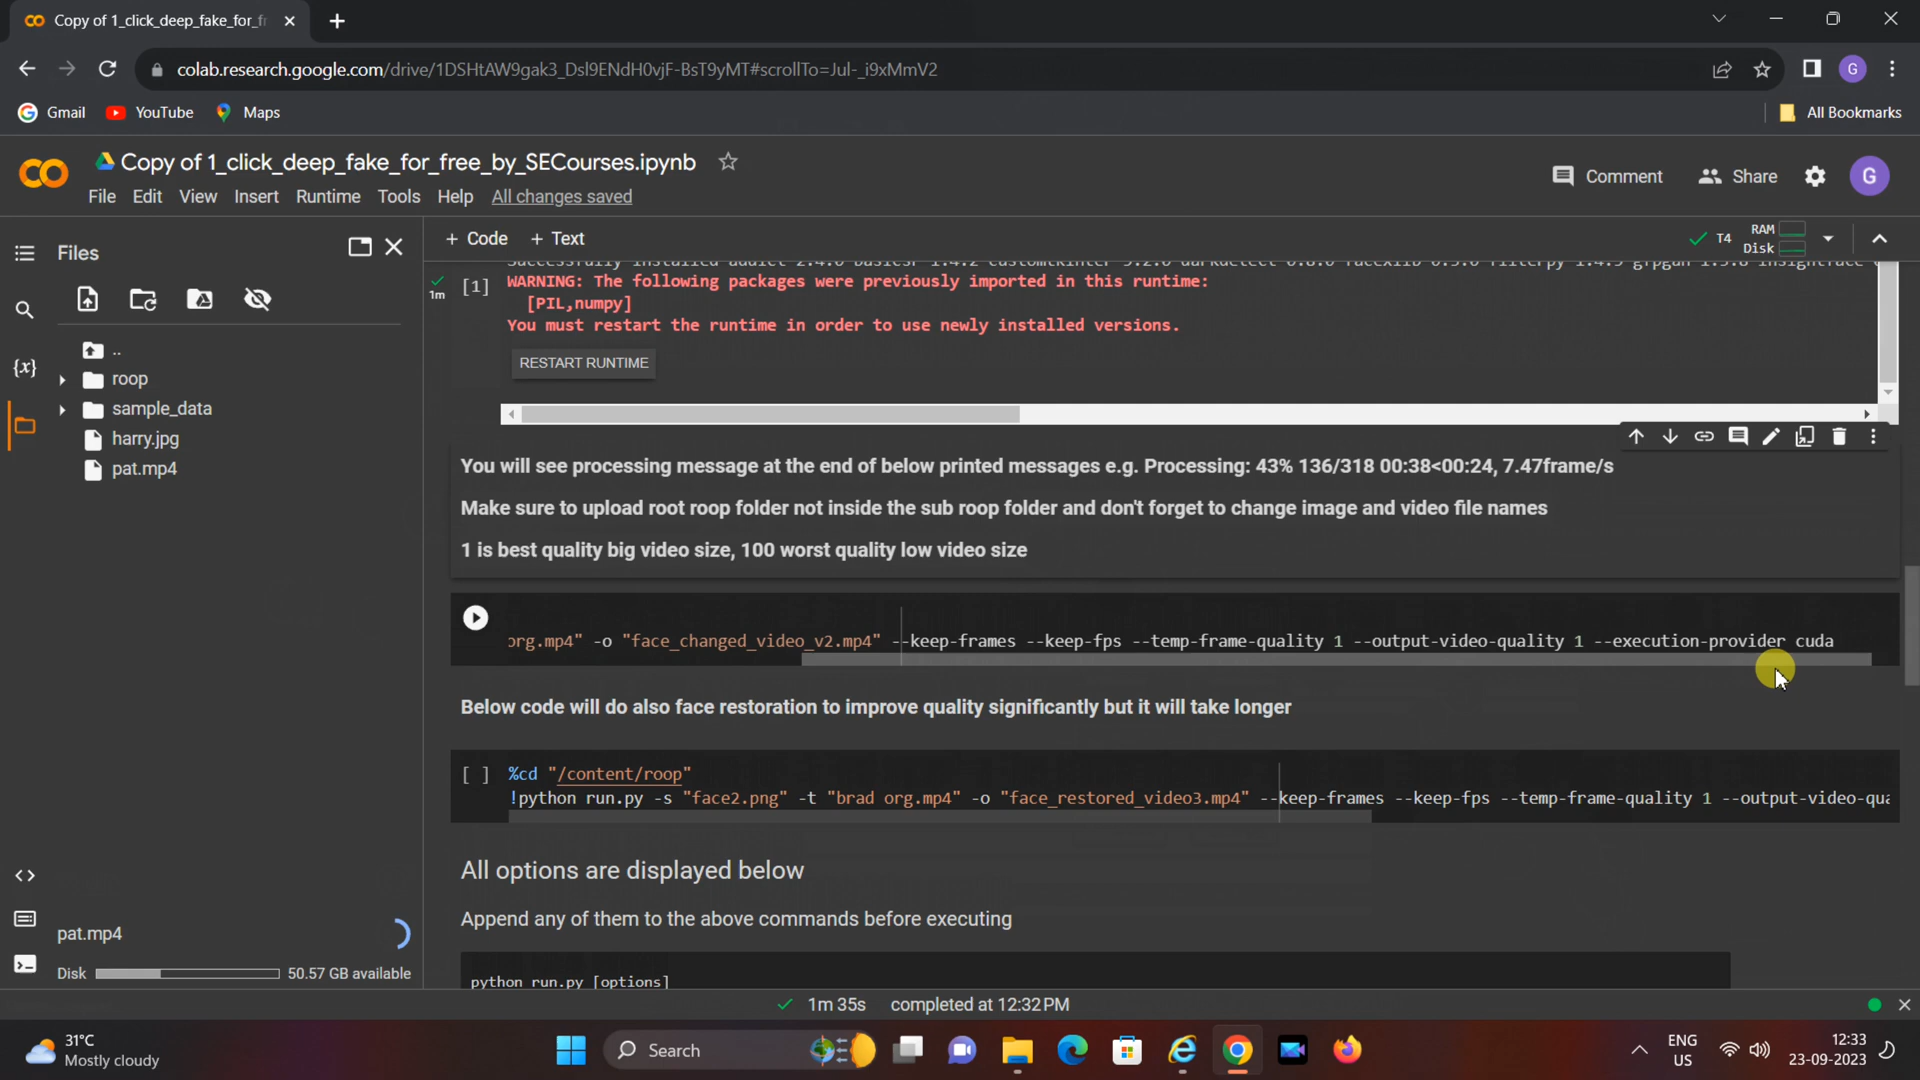 Copy of 1_click_deep_fake_for_f
colab.research.google.com/drive/1DSHtAW9gak3_Dsl9ENdH0vjF-BsT9yMT#scrollTo=Jul-_i9xMmV2
G
Gmail
YouTube
Maps
All Bookmarks
Copy of 1_click_deep_fake_for_free_by_SECourses.ipynb
Comment
Share
G
File Edit View Insert Runtime Tools Help All changes saved
Files
+ Code + Text
T4
RAM
Disk
..
roop
sample_data
harry.jpg
pat.mp4
1m
[1]
WARNING: The following packages were previously imported in this runtime:
[PIL,numpy]
You must restart the runtime in order to use newly installed versions.
RESTART RUNTIME
You will see processing message at the end of below printed messages e.g. Processing: 43% 136/318 00:38<00:24, 7.47frame/s
Make sure to upload root roop folder not inside the sub roop folder and don't forget to change image and video file names
1 is best quality big video size, 100 worst quality low video size
org.mp4" -o "face_changed_video_v2.mp4" --keep-frames --keep-fps --temp-frame-quality 1 --output-video-quality 1 --execution-provider cuda
Below code will do also face restoration to improve quality significantly but it will take longer
[ ] %cd "/content/roop"
!python run.py -s "face2.png" -t "brad org.mp4" -o "face_restored_video3.mp4" --keep-frames --keep-fps --temp-frame-quality 1 --output-video-qua
All options are displayed below
Append any of them to the above commands before executing
python run.py [options]
pat.mp4
Disk 50.57 GB available
1m 35s completed at 12:32 PM
31°C
Mostly cloudy
Search
ENG
US
12:33
23-09-2023